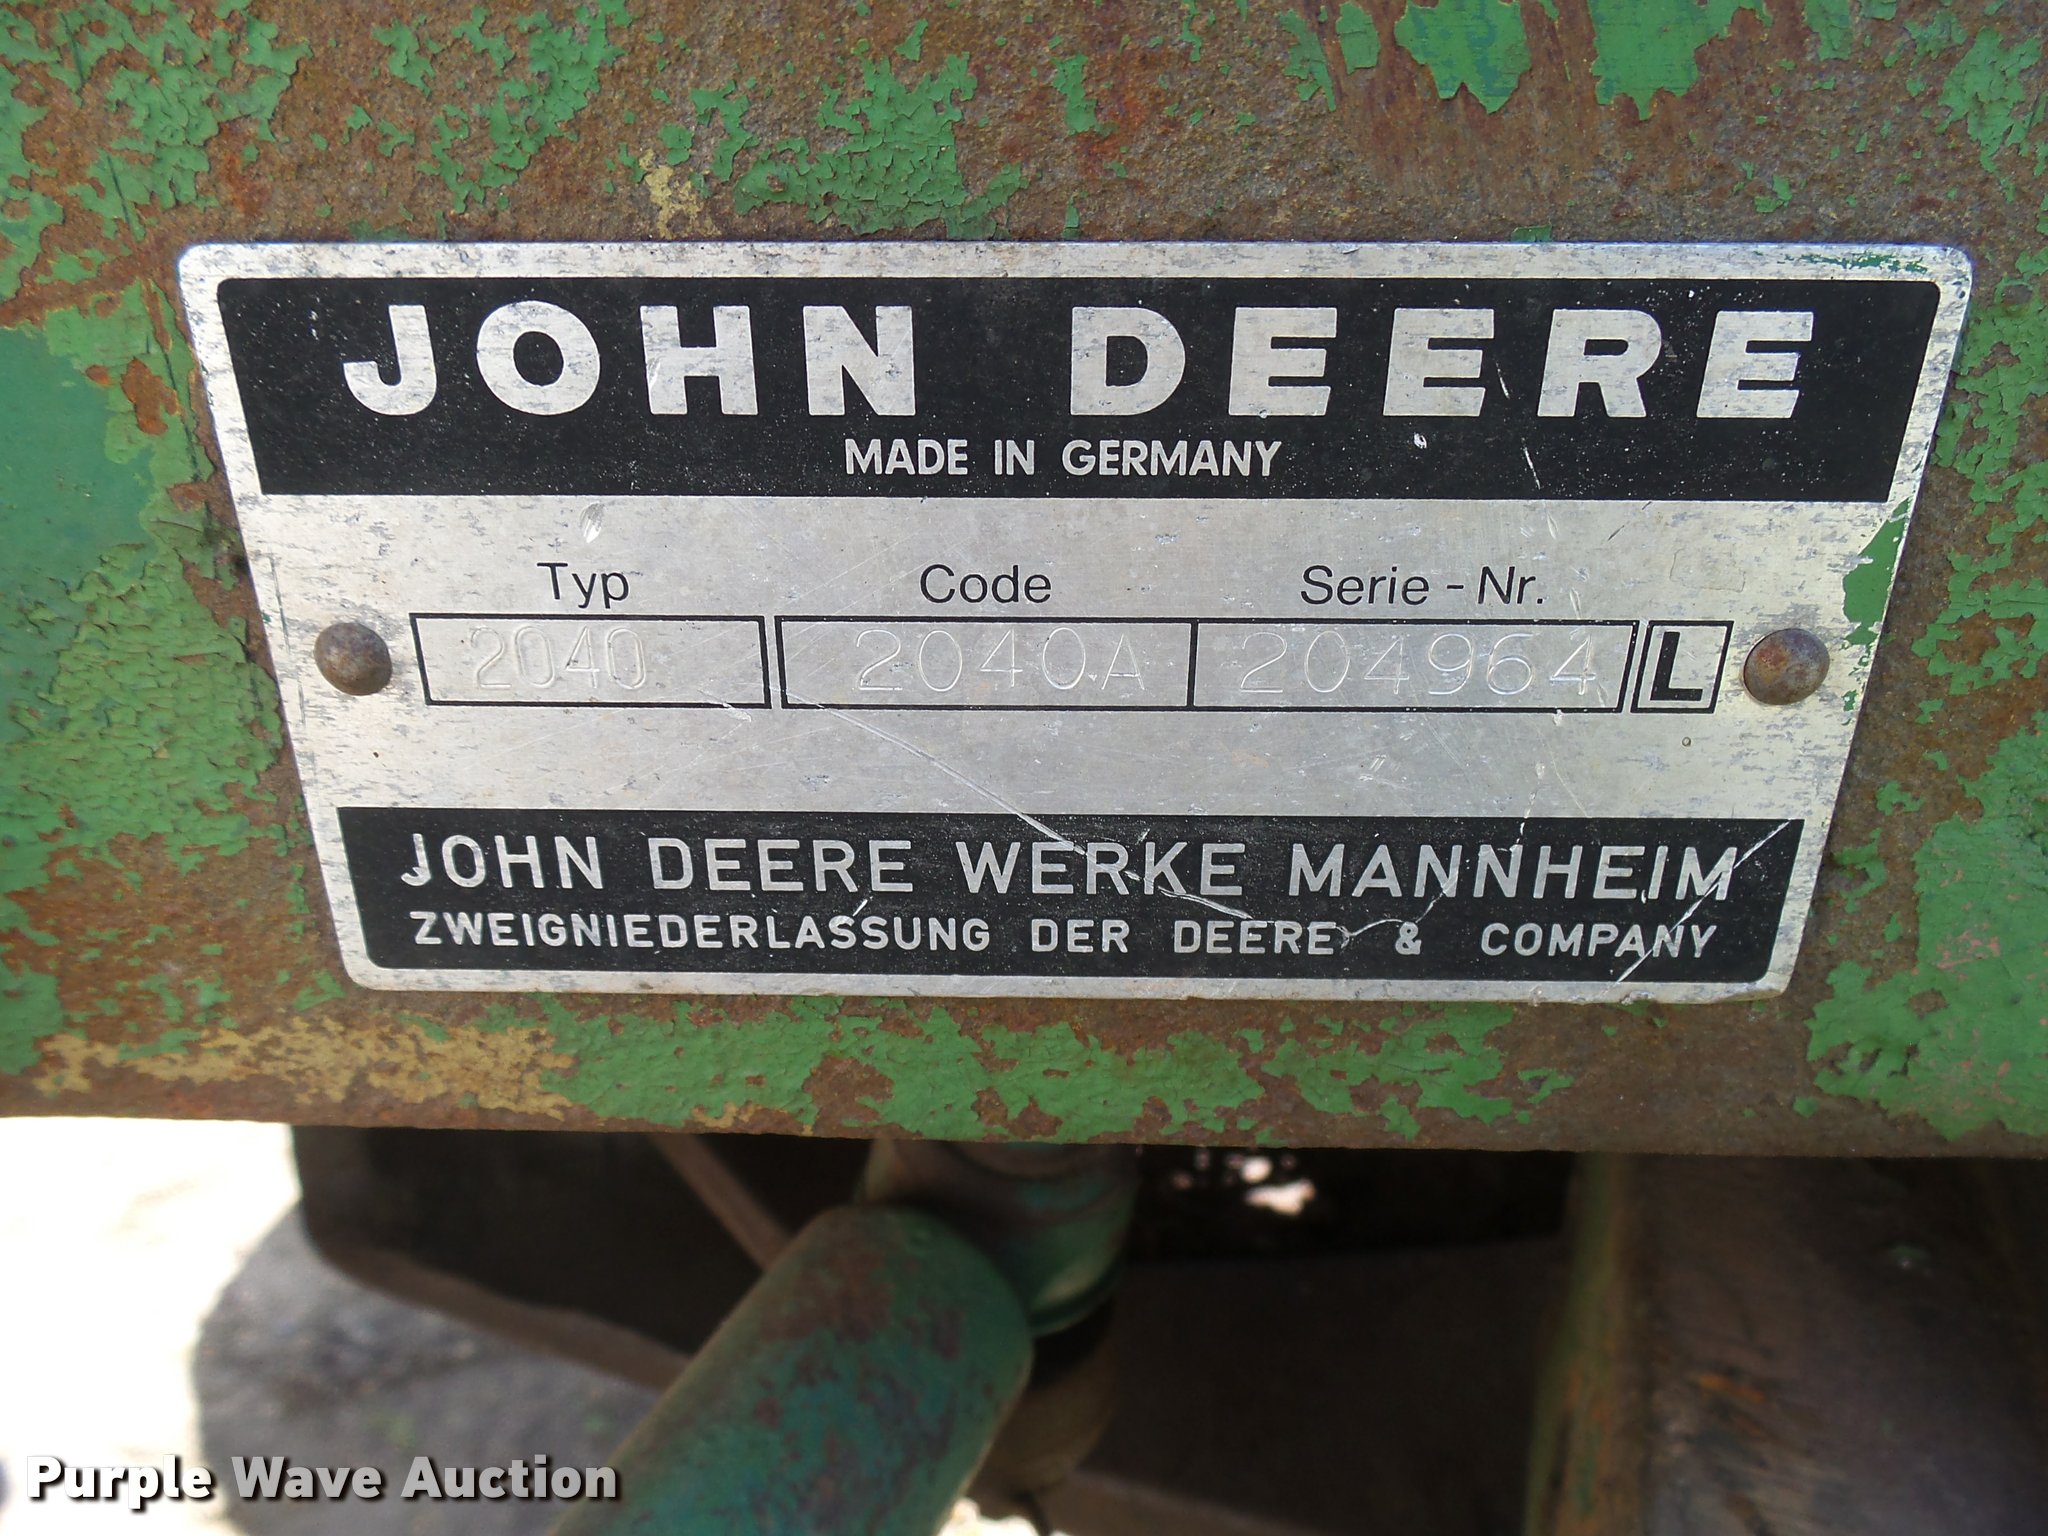 JOHN DEERE
MADE IN GERMANY
Typ Code Serie-Nr.
2040 2040A 204964 L
JOHN DEERE WERKE MANNHEIM
ZWEIGNIEDERLASSUNG DER DEERE & COMPANY
Purple Wave Auction